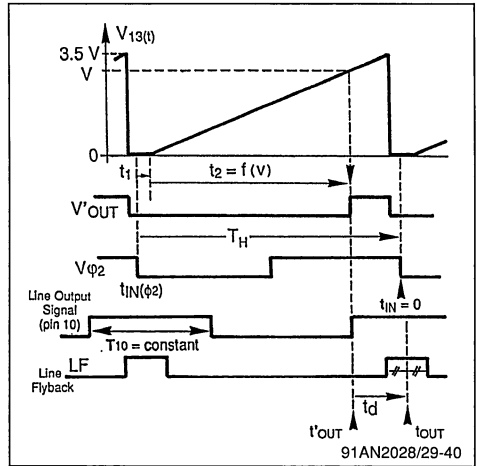 V13(t)
3.5 V
V
0
t1
t2 = f (v)
V'OUT
TH
Vφ2
tIN(ϕ2)
tIN = 0
Line Output
Signal
(pin 10)
T10 = constant
LF
Line
Flyback
td
t'OUT
tOUT
91AN2028/29-40